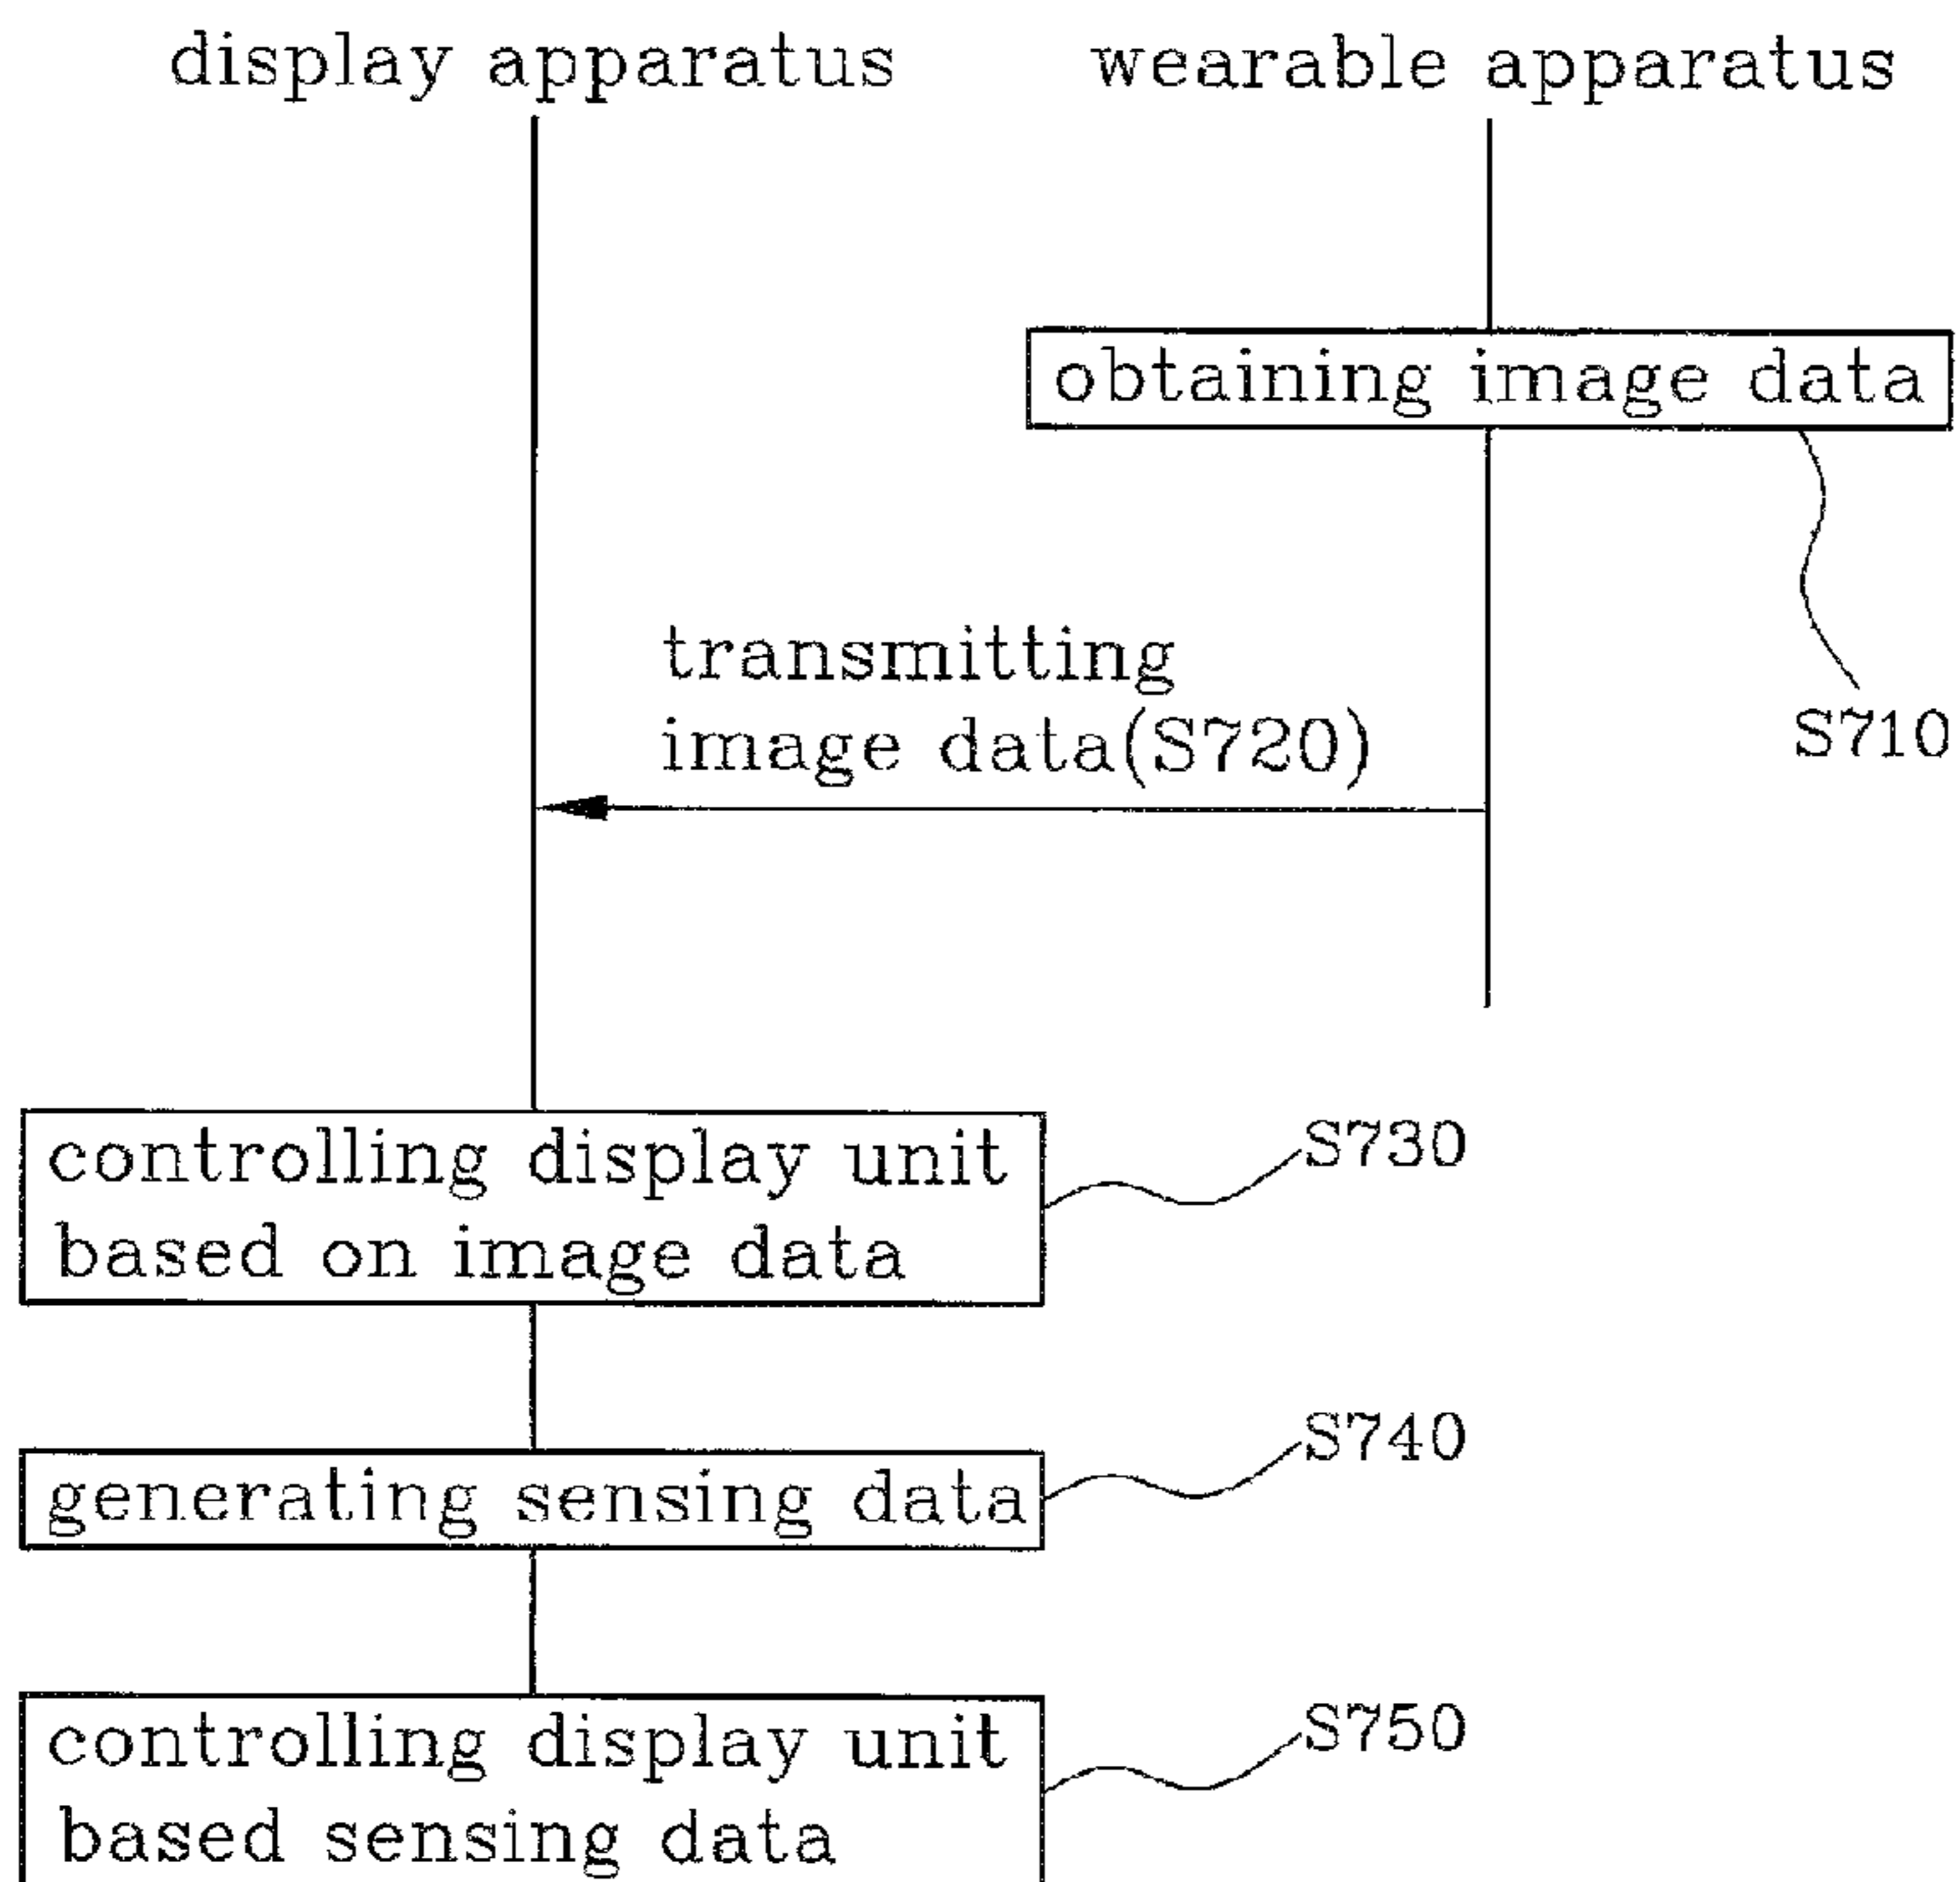 display apparatus
wearable apparatus
obtaining image data
S710
transmitting
image data(S720)
controlling display unit
based on image data
S730
generating sensing data
S740
controlling display unit
based sensing data
S750